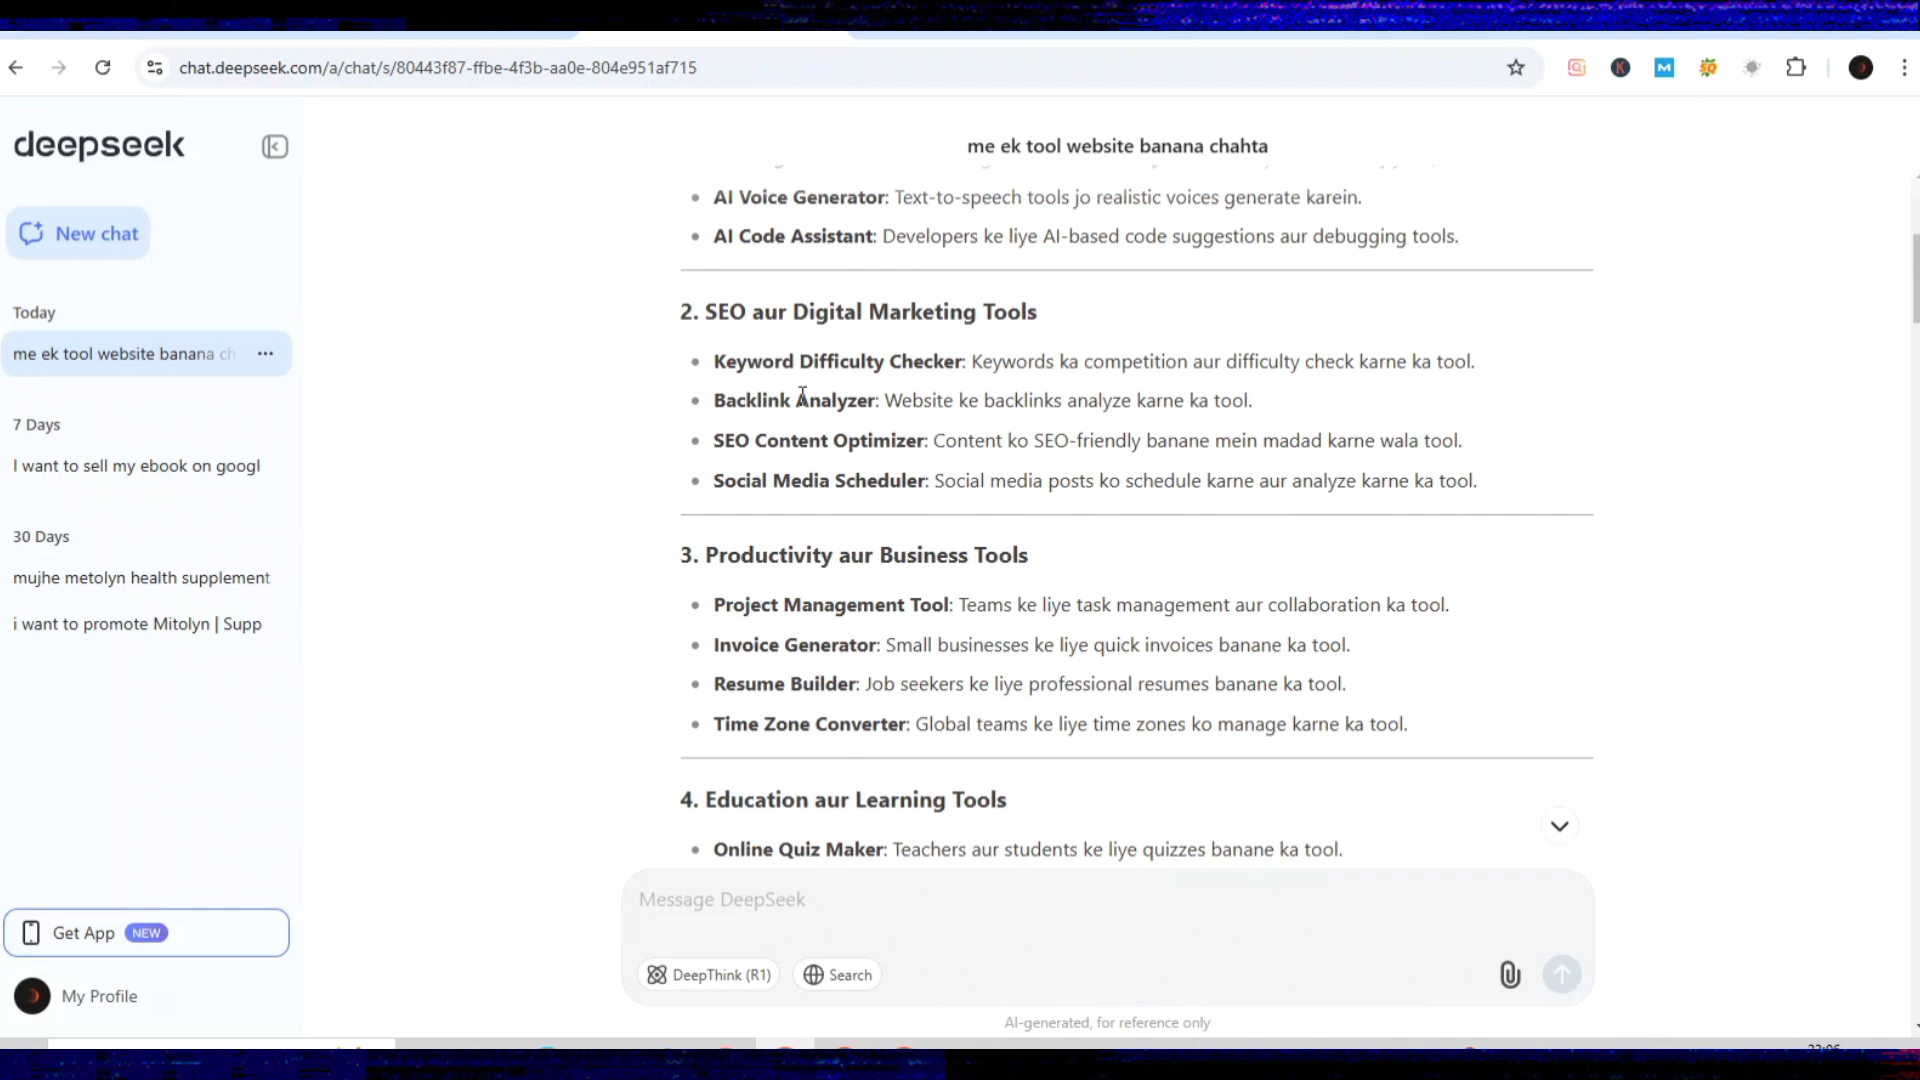 chat.deepseek.com/a/chat/s/80443f87-ffbe-4f3b-aa0e-804e951af715
deepseek
New chat
Today
me ek tool website banana ch
7 Days
I want to sell my ebook on googl
30 Days
mujhe metolyn health supplement
i want to promote Mitolyn | Supp
Get App NEW
My Profile
me ek tool website banana chahta
AI Voice Generator: Text-to-speech tools jo realistic voices generate karein.
AI Code Assistant: Developers ke liye AI-based code suggestions aur debugging tools.
2. SEO aur Digital Marketing Tools
Keyword Difficulty Checker: Keywords ka competition aur difficulty check karne ka tool.
Backlink Analyzer: Website ke backlinks analyze karne ka tool.
SEO Content Optimizer: Content ko SEO-friendly banane mein madad karne wala tool.
Social Media Scheduler: Social media posts ko schedule karne aur analyze karne ka tool.
3. Productivity aur Business Tools
Project Management Tool: Teams ke liye task management aur collaboration ka tool.
Invoice Generator: Small businesses ke liye quick invoices banane ka tool.
Resume Builder: Job seekers ke liye professional resumes banane ka tool.
Time Zone Converter: Global teams ke liye time zones ko manage karne ka tool.
4. Education aur Learning Tools
Online Quiz Maker: Teachers aur students ke liye quizzes banane ka tool.
Message DeepSeek
DeepThink (R1)
Search
AI-generated, for reference only